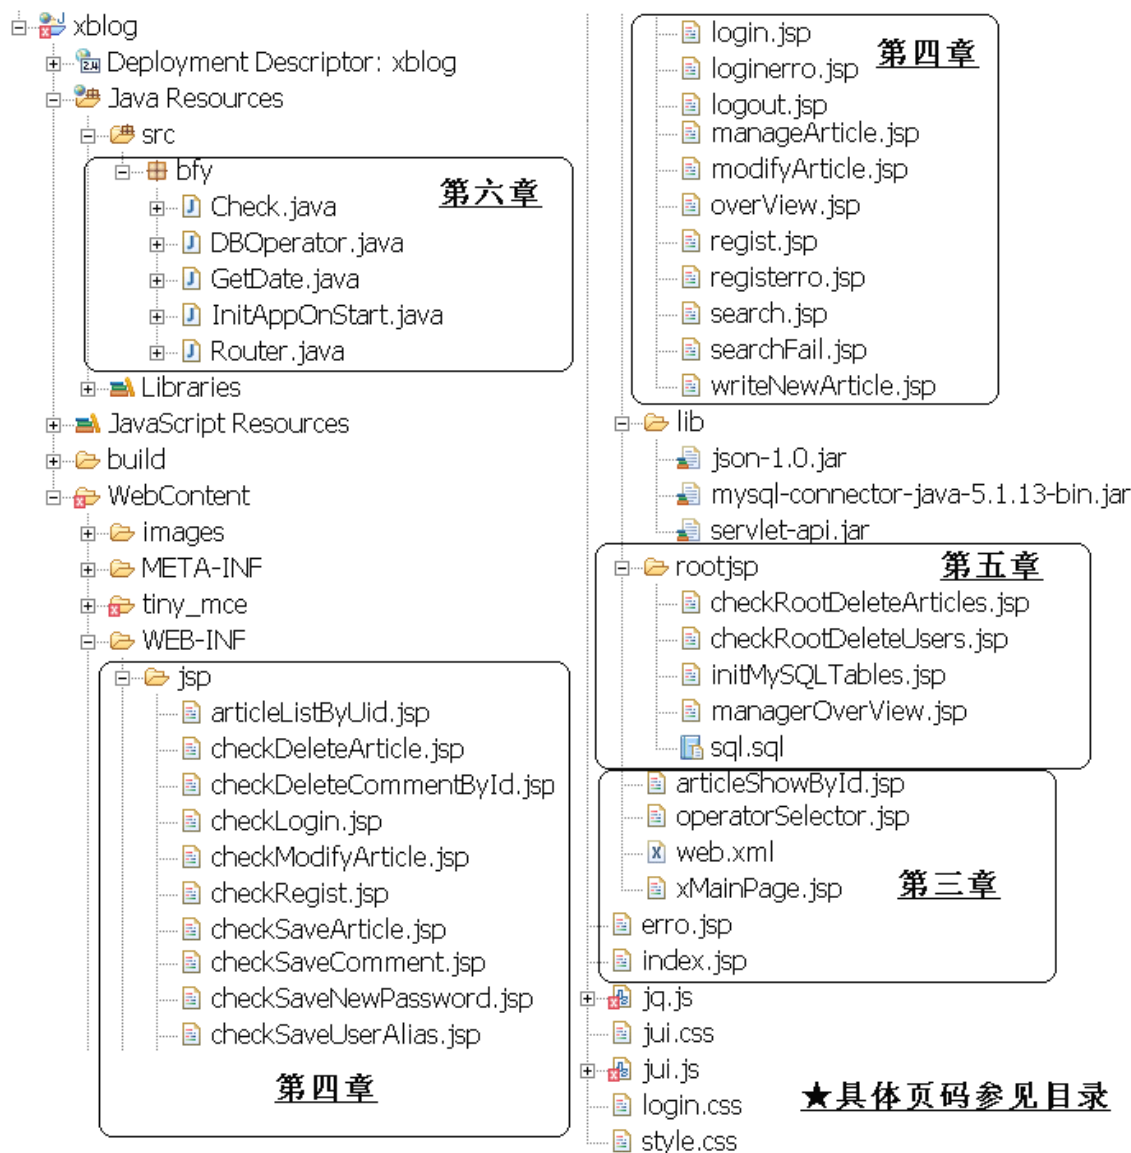 xblog
Deployment Descriptor: xblog
Java Resources
src
bfy
第六章
Check.java
DBOperator.java
GetDate.java
InitAppOnStart.java
Router.java
Libraries
JavaScript Resources
build
WebContent
images
META-INF
tiny_mce
WEB-INF
jsp
articleListByUid.jsp
checkDeleteArticle.jsp
checkDeleteCommentById.jsp
checkLogin.jsp
checkModifyArticle.jsp
checkRegist.jsp
checkSaveArticle.jsp
checkSaveComment.jsp
checkSaveNewPassword.jsp
checkSaveUserAlias.jsp
第四章
login.jsp
第四章
loginerro.jsp
logout.jsp
manageArticle.jsp
modifyArticle.jsp
overView.jsp
regist.jsp
registerro.jsp
search.jsp
searchFail.jsp
writeNewArticle.jsp
lib
json-1.0.jar
mysql-connector-java-5.1.13-bin.jar
servlet-api.jar
rootjsp
第五章
checkRootDeleteArticles.jsp
checkRootDeleteUsers.jsp
initMySQLTables.jsp
managerOverView.jsp
sql.sql
articleShowById.jsp
operatorSelector.jsp
web.xml
xMainPage.jsp
第三章
erro.jsp
index.jsp
jq.js
jui.css
jui.js
login.css
★具体页码参见目录
style.css